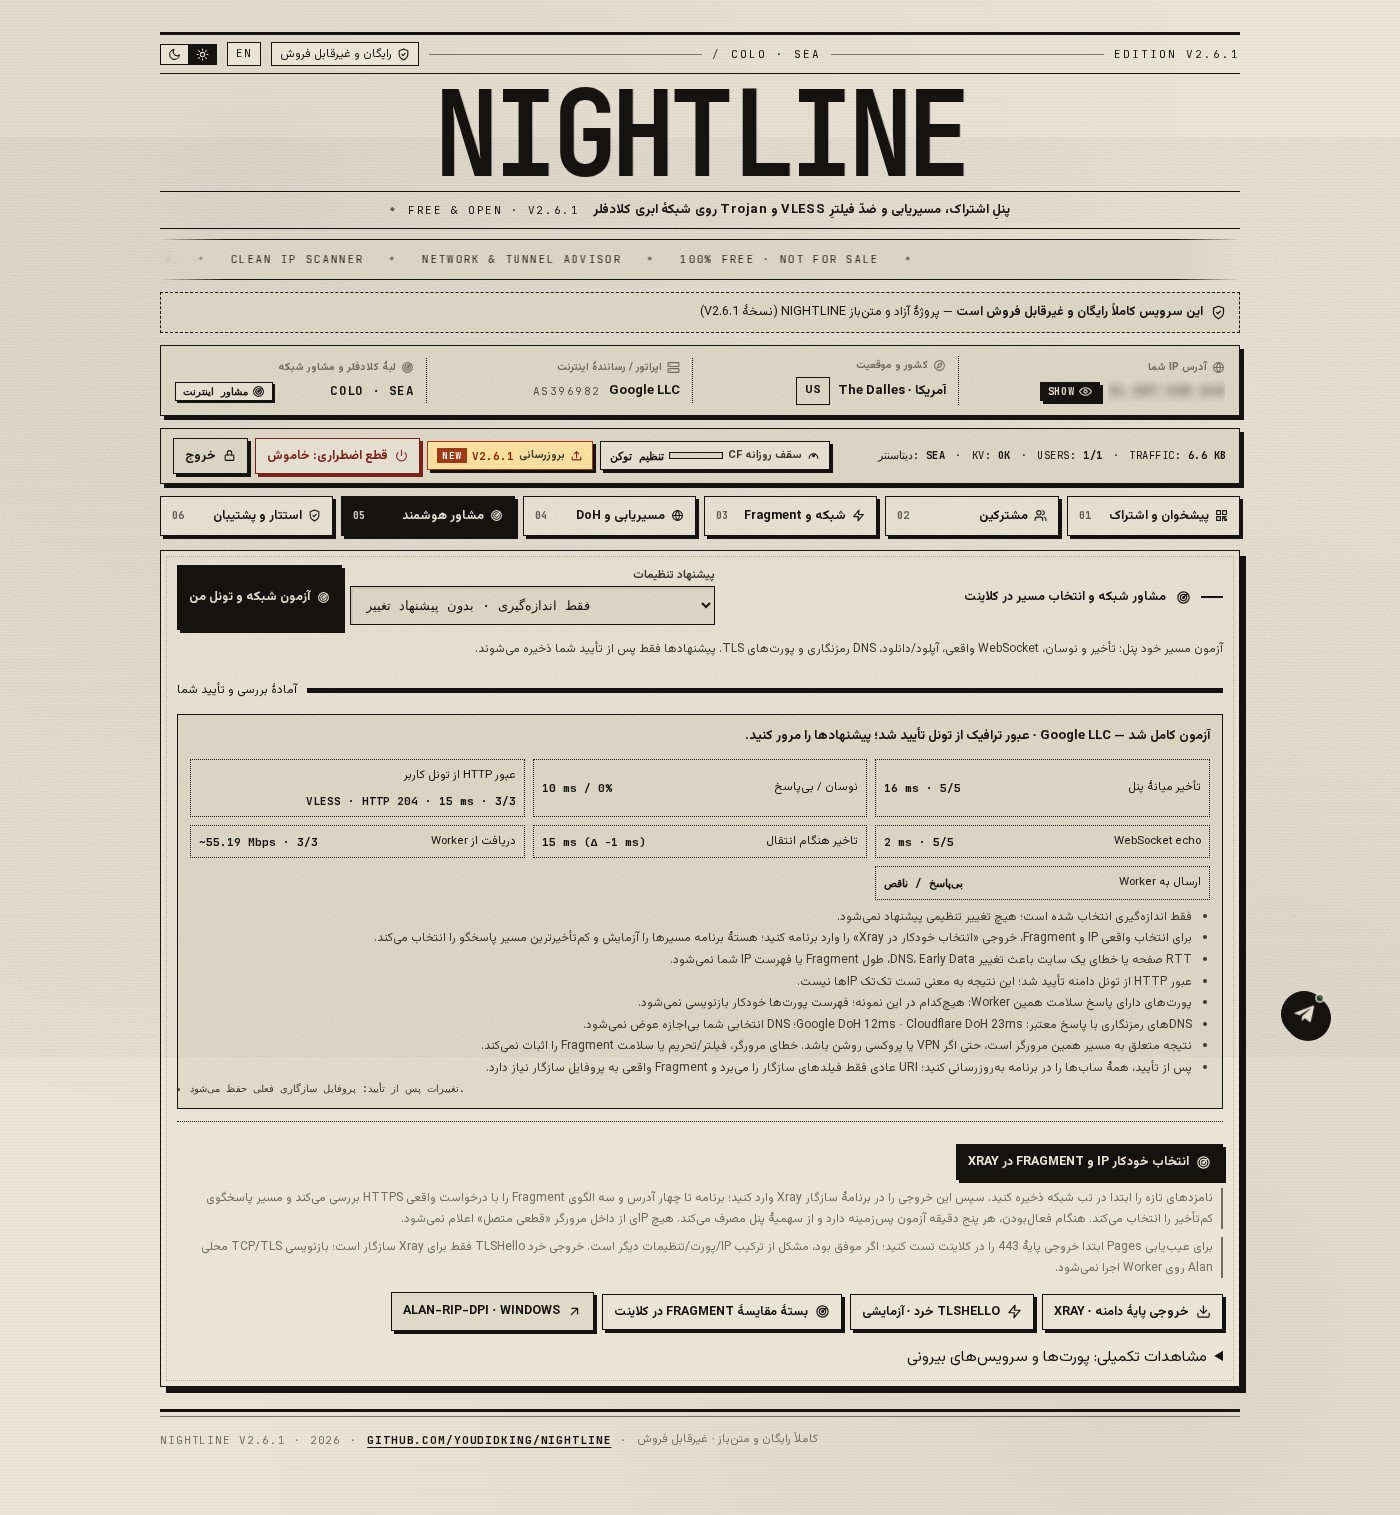 رایگان و غیرقابل فروش EN / COLO · SEA EDITION V2.6.1
NIGHTLINE
پنلِ اشتراک، مسیریابی و ضدّ فیلترِ VLESS و Trojan روی شبکهٔ ابری کلادفلر FREE & OPEN · V2.6.1 *
* CLEAN IP SCANNER * NETWORK & TUNNEL ADVISOR * 100% FREE · NOT FOR SALE *
این سرویس کاملاً رایگان و غیرقابل فروش است — پروژهٔ آزاد و متن‌باز NIGHTLINE (نسخهٔ V2.6.1)
آدرس IP شما
SHOW
کشور و موقعیت
آمریکا · The Dalles US
اپراتور / رسانندهٔ اینترنت
Google LLC AS396982
لبهٔ کلادفلر و مشاور شبکه
COLO · SEA مشاور اینترنت
دیتاسنتر: SEA · KV: OK · USERS: 1/1 · TRAFFIC: 6.6 KB
سقف روزانه CF تنظیم توکن
بروزرسانی V2.6.1 NEW
قطع اضطراری: خاموش
خروج
پیشخوان و اشتراک 01
مشترکین 02
شبکه و Fragment 03
مسیریابی و DoH 04
مشاور هوشمند 05
استتار و پشتیبان 06
مشاور شبکه و انتخاب مسیر در کلاینت
پیشنهاد تنظیمات
فقط اندازه‌گیری · بدون پیشنهاد تغییر
آزمون شبکه و تونل من
آزمون مسیر خود پنل: تأخیر و نوسان، WebSocket واقعی، آپلود/دانلود، DNS رمزنگاری و پورت‌های TLS. پیشنهادها فقط پس از تأیید شما ذخیره می‌شوند.
آمادهٔ بررسی و تأیید شما
آزمون کامل شد — Google LLC · عبور ترافیک از تونل تأیید شد؛ پیشنهادها را مرور کنید.
تأخیر میانهٔ پنل 16 ms · 5/5
نوسان / بی‌پاسخ 10 ms / 0%
عبور HTTP از تونل کاربر
VLESS · HTTP 204 · 15 ms · 3/3
WebSocket echo 2 ms · 5/5
تاخیر هنگام انتقال 15 ms (Δ -1 ms)
دریافت از Worker ~55.19 Mbps · 3/3
ارسال به Worker بی‌پاسخ / ناقص
• فقط اندازه‌گیری انتخاب شده است؛ هیچ تغییر تنظیمی پیشنهاد نمی‌شود.
• برای انتخاب واقعی IP و Fragment، خروجی «انتخاب خودکار در Xray» را وارد برنامه کنید؛ هستهٔ برنامه مسیرها را آزمایش و کم‌تأخیرترین مسیر پاسخگو را انتخاب می‌کند.
• RTT صفحه یا خطای یک سایت باعث تغییر DNS، Early Data، طول Fragment یا فهرست IP شما نمی‌شود.
• عبور HTTP از تونل دامنه تأیید شد؛ این نتیجه به معنی تست تک‌تک IPها نیست.
• پورت‌های دارای پاسخ سلامت همین Worker: هیچ‌کدام در این نمونه؛ فهرست پورت‌ها خودکار بازنویسی نمی‌شود.
• DNSهای رمزنگاری با پاسخ معتبر: Google DoH 12ms · Cloudflare DoH 23ms؛ DNS انتخابی شما بی‌اجازه عوض نمی‌شود.
• نتیجه متعلق به مسیر همین مرورگر است، حتی اگر VPN یا پروکسی روشن باشد. خطای مرورگر، فیلتر/تحریم یا سلامت Fragment را اثبات نمی‌کند.
• پس از تأیید، همهٔ ساب‌ها را در برنامه به‌روزرسانی کنید؛ URI عادی فقط فیلدهای سازگار را می‌برد و Fragment واقعی به پروفایل سازگار نیاز دارد.
• تغییرات پس از تأیید: پروفایل سازگاری فعلی حفظ می‌شود.
انتخاب خودکار IP و FRAGMENT در XRAY
نامزدهای تازه را ابتدا در تب شبکه ذخیره کنید. سپس این خروجی را در برنامهٔ سازگار Xray وارد کنید؛ برنامه تا چهار آدرس و سه الگوی Fragment را با درخواست واقعی HTTPS بررسی می‌کند و مسیر پاسخگوی
کم‌تأخیر را انتخاب می‌کند. هنگام فعال‌بودن، هر پنج دقیقه آزمون پس‌زمینه دارد و از سهمیهٔ پنل مصرف می‌کند. هیچ IPای از داخل مرورگر «قطعی متصل» اعلام نمی‌شود.
برای عیب‌یابی Pages ابتدا خروجی پایهٔ 443 را در کلاینت تست کنید؛ اگر موفق بود، مشکل از ترکیب IP/پورت/تنظیمات دیگر است. خروجی خرد TLSHello فقط برای Xray سازگار است؛ بازنویسی TCP/TLS محلی
Alan روی Worker اجرا نمی‌شود.
خروجی پایهٔ دامنه · XRAY
TLSHELLO خرد · آزمایشی
بستهٔ مقایسهٔ FRAGMENT در کلاینت
ALAN-RIP-DPI · WINDOWS
مشاهدات تکمیلی: پورت‌ها و سرویس‌های بیرونی
NIGHTLINE V2.6.1 · 2026 · GITHUB.COM/YOUDIDKING/NIGHTLINE · کاملاً رایگان و متن‌باز · غیرقابل فروش